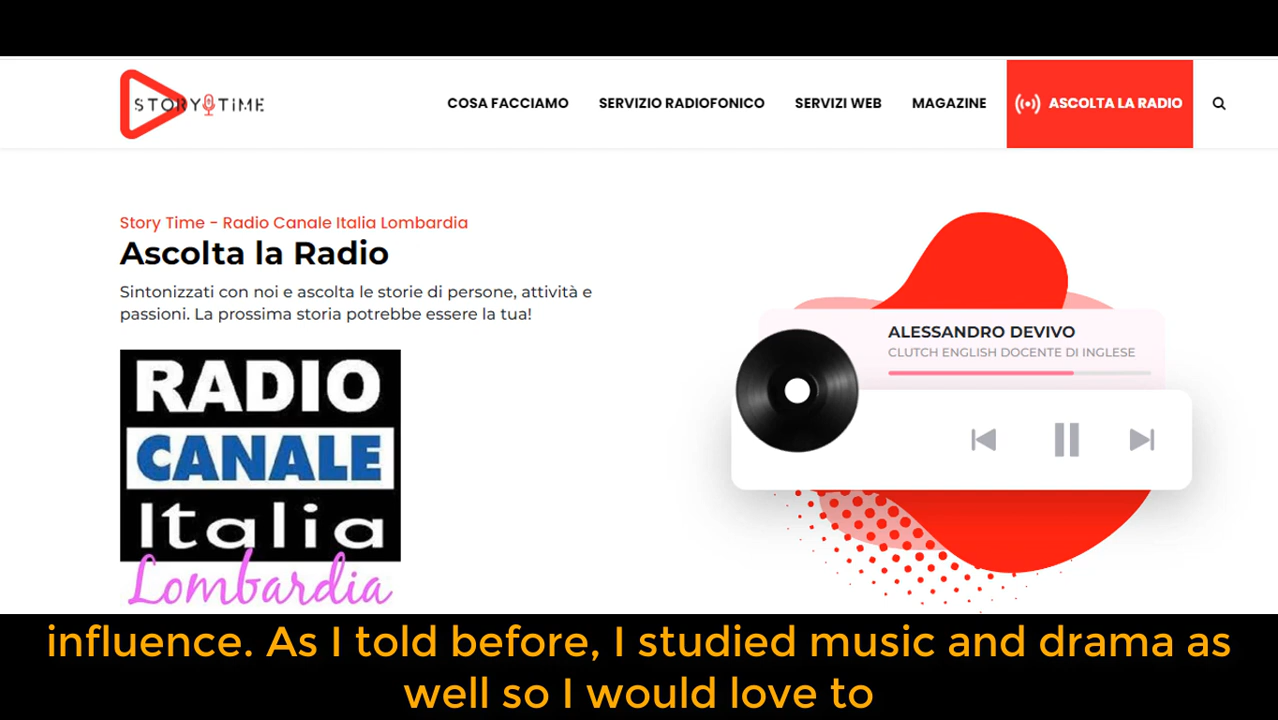 STORY TiME
COSA FACCIAMO
SERVIZIO RADIOFONICO
SERVIZI WEB
MAGAZINE
ASCOLTA LA RADIO
Story Time - Radio Canale Italia Lombardia
Ascolta la Radio
Sintonizzati con noi e ascolta le storie di persone, attività e
passioni. La prossima storia potrebbe essere la tua!
RADIO
CANALE
Italia
Lombardia
ALESSANDRO DEVIVO
CLUTCH ENGLISH DOCENTE DI INGLESE
influence. As I told before, I studied music and drama as
well so I would love to